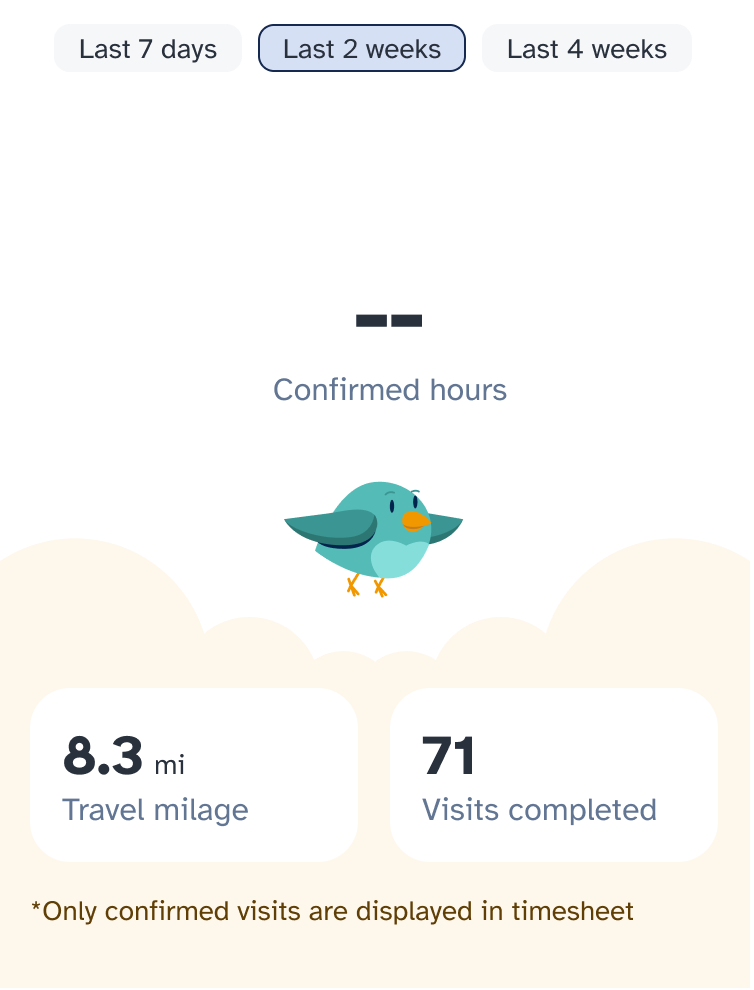 Last 7 days
Last 2 weeks
Last 4 weeks
--
Confirmed hours
8.3 mi
Travel milage
71
Visits completed
*Only confirmed visits are displayed in timesheet